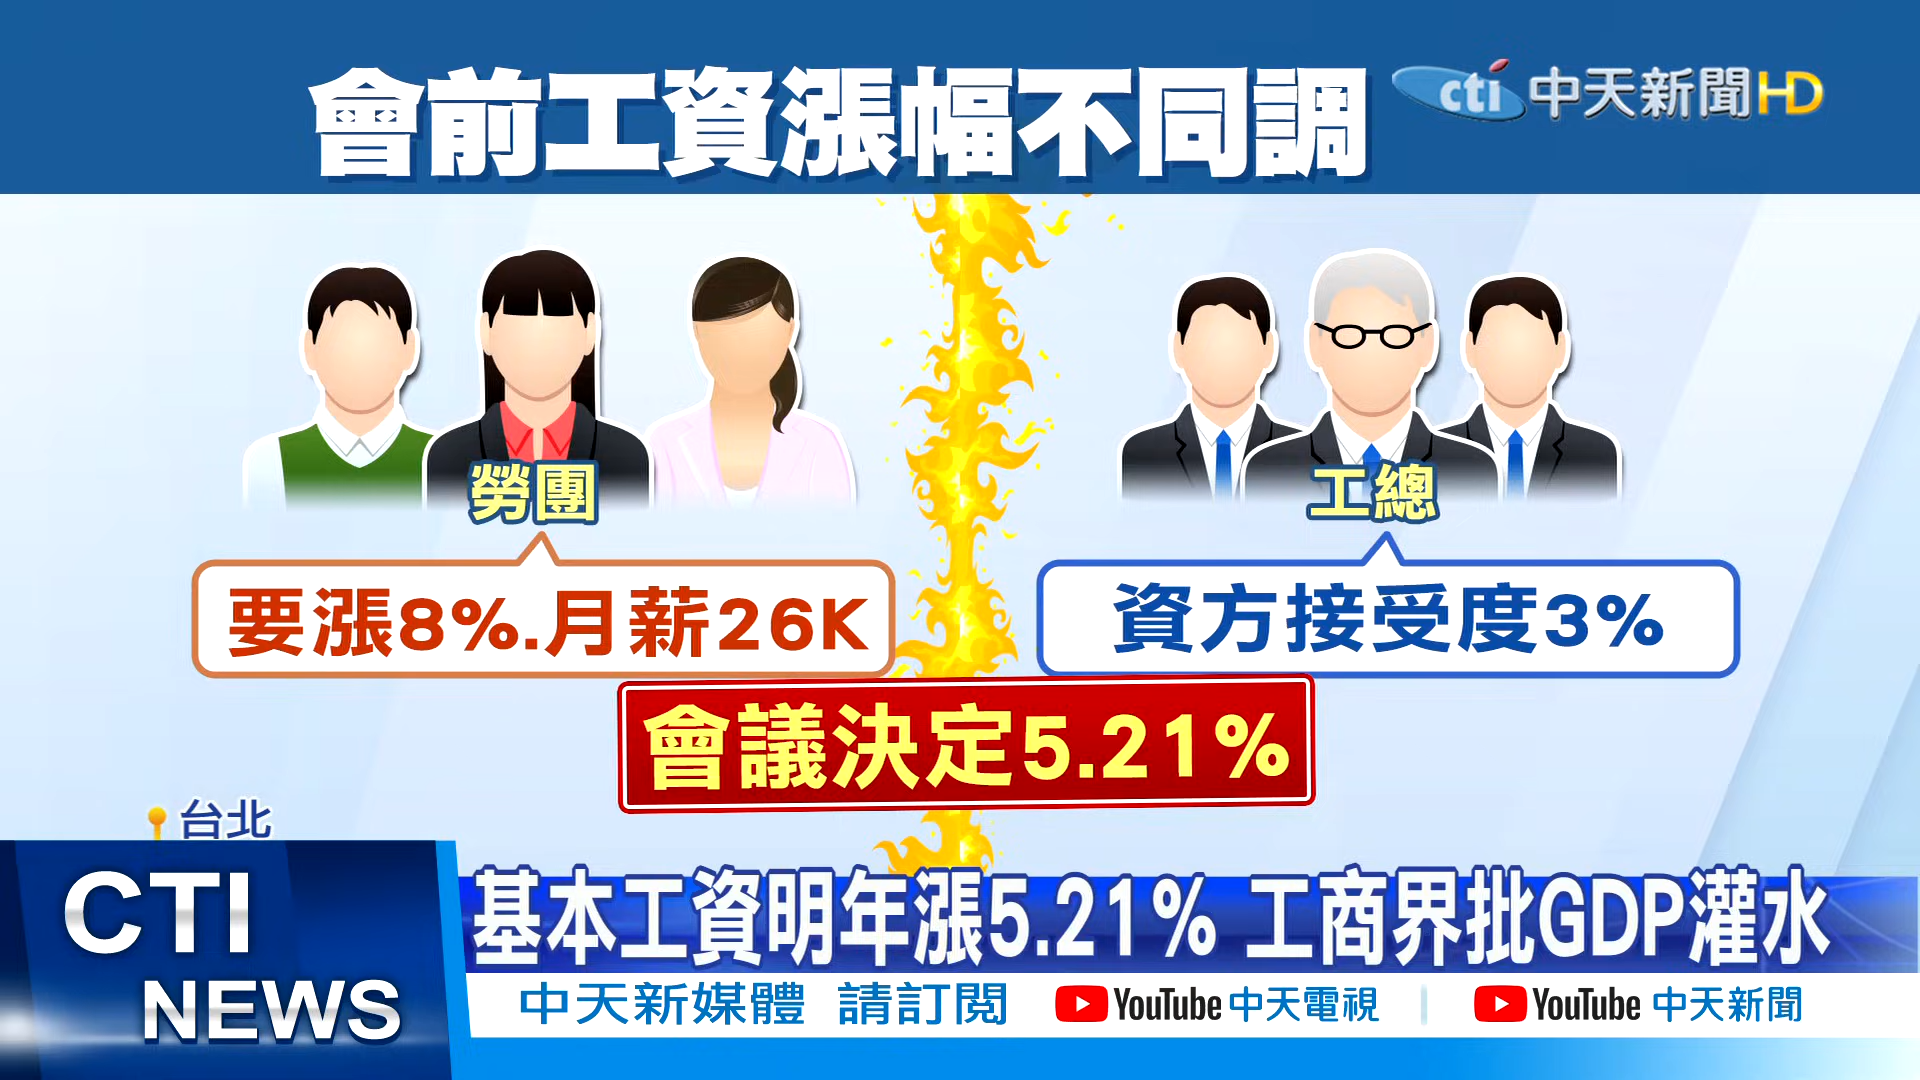 會前工資漲幅不同調
cti 中天新聞HD
勞團
工總
要漲8%.月薪26K
資方接受度3%
會議決定5.21%
台北
CTI
NEWS
基本工資明年漲5.21% 工商界批GDP灌水
中天新媒體 請訂閱 YouTube 中天電視 | YouTube 中天新聞